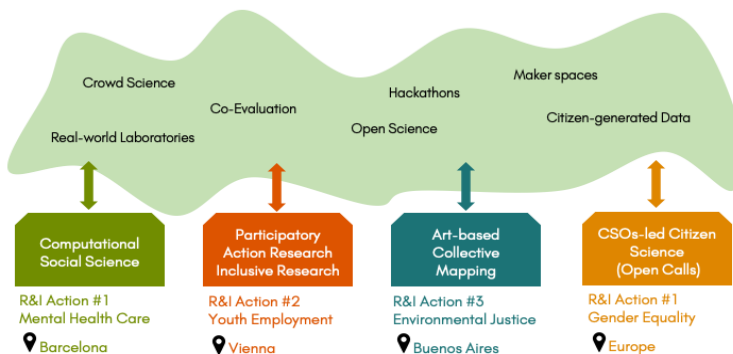 Crowd Science
Maker spaces
Hackathons
Co-Evaluation
Citizen-generated Data
Open Science
Real-world Laboratories
Computational
Social Science
R&I Action #1
Mental Health Care
Barcelona
Participatory
Action Research
Inclusive Research
R&I Action #2
Youth Employment
Vienna
Art-based
Collective
Mapping
R&I Action #3
Environmental Justice
Buenos Aires
CSOs-led Citizen
Science
(Open Calls)
R&I Action #1
Gender Equality
Europe